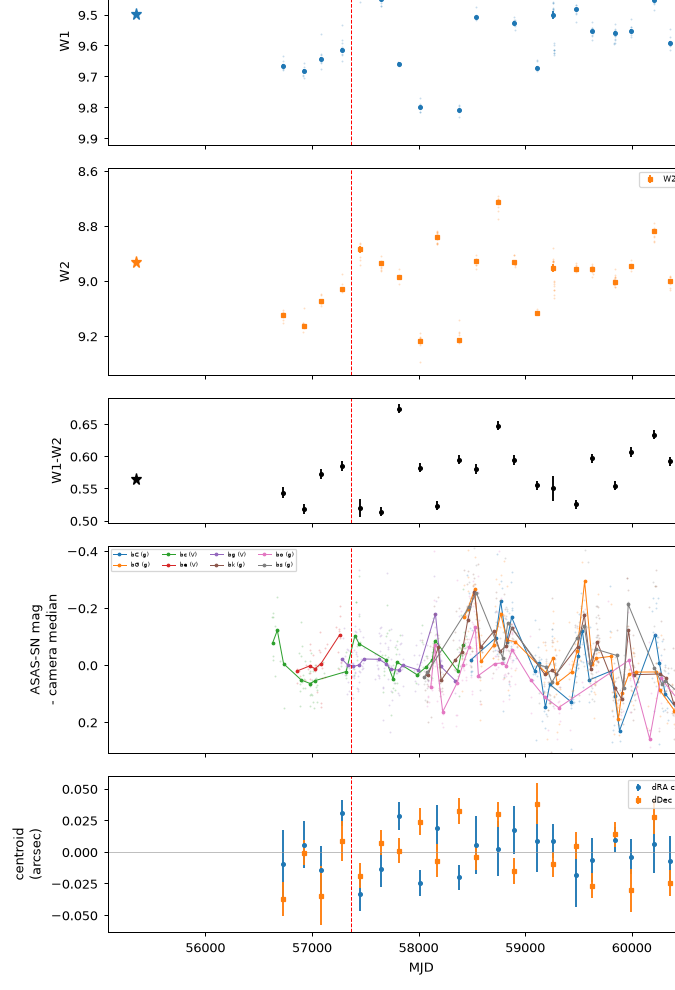 9.5
9.6
9.7
9.8
9.9
W1
8.6
8.8
9.0
9.2
W2
W2
0.65
0.60
0.55
0.50
W1-W2
−0.4
−0.2
0.0
0.2
ASAS-SN mag
- camera median
bC (g) bc (V) bg (V) bo (g)
bG (g) be (V) bk (g) bs (g)
0.050
0.025
0.000
−0.025
−0.050
centroid
(arcsec)
dRA c
dDec
56000 57000 58000 59000 60000
MJD